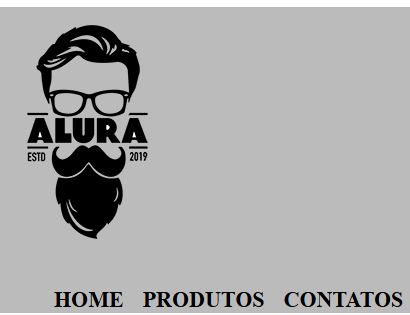 ALURA
ESTD 2019
HOME PRODUTOS CONTATOS